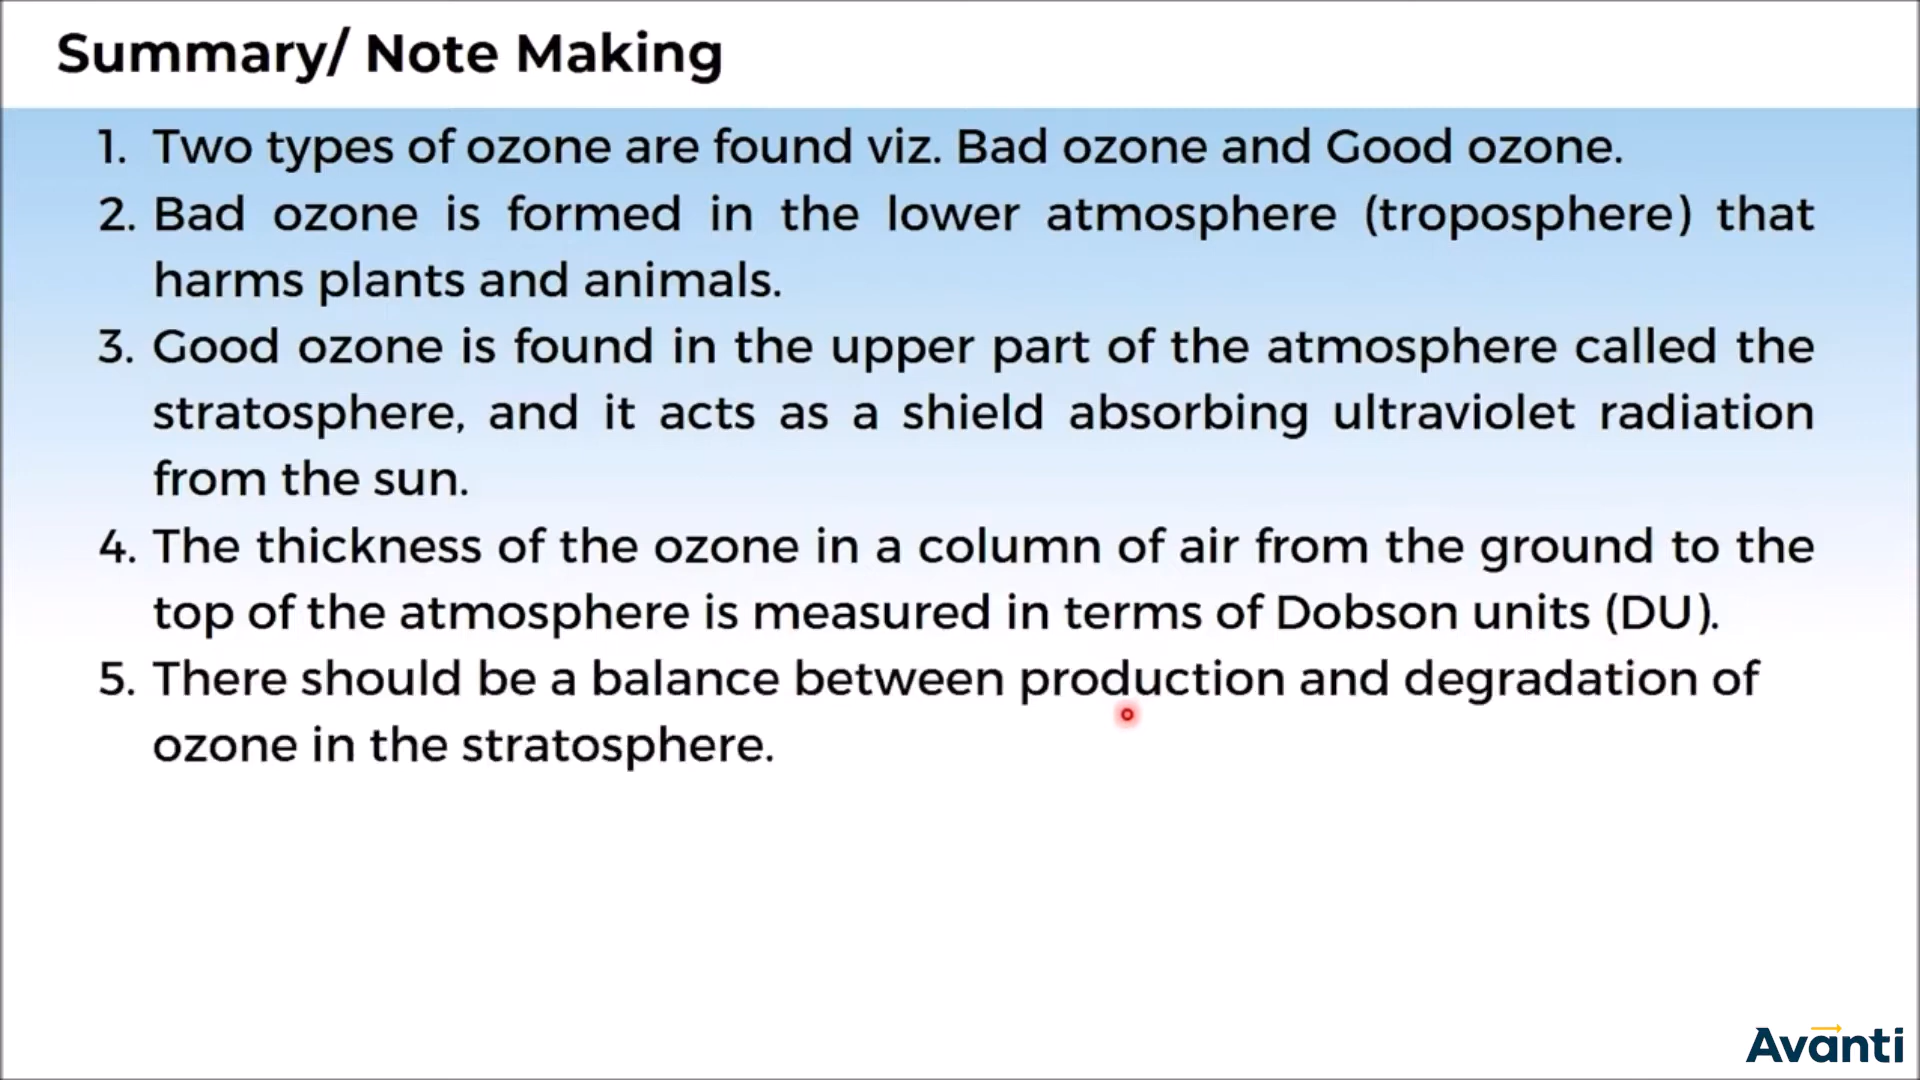 Summary/ Note Making
1. Two types of ozone are found viz. Bad ozone and Good ozone.
2. Bad ozone is formed in the lower atmosphere (troposphere) that
harms plants and animals.
3. Good ozone is found in the upper part of the atmosphere called the
stratosphere, and it acts as a shield absorbing ultraviolet radiation
from the sun.
4. The thickness of the ozone in a column of air from the ground to the
top of the atmosphere is measured in terms of Dobson units (DU).
5. There should be a balance between production and degradation of
ozone in the stratosphere.
Avanti